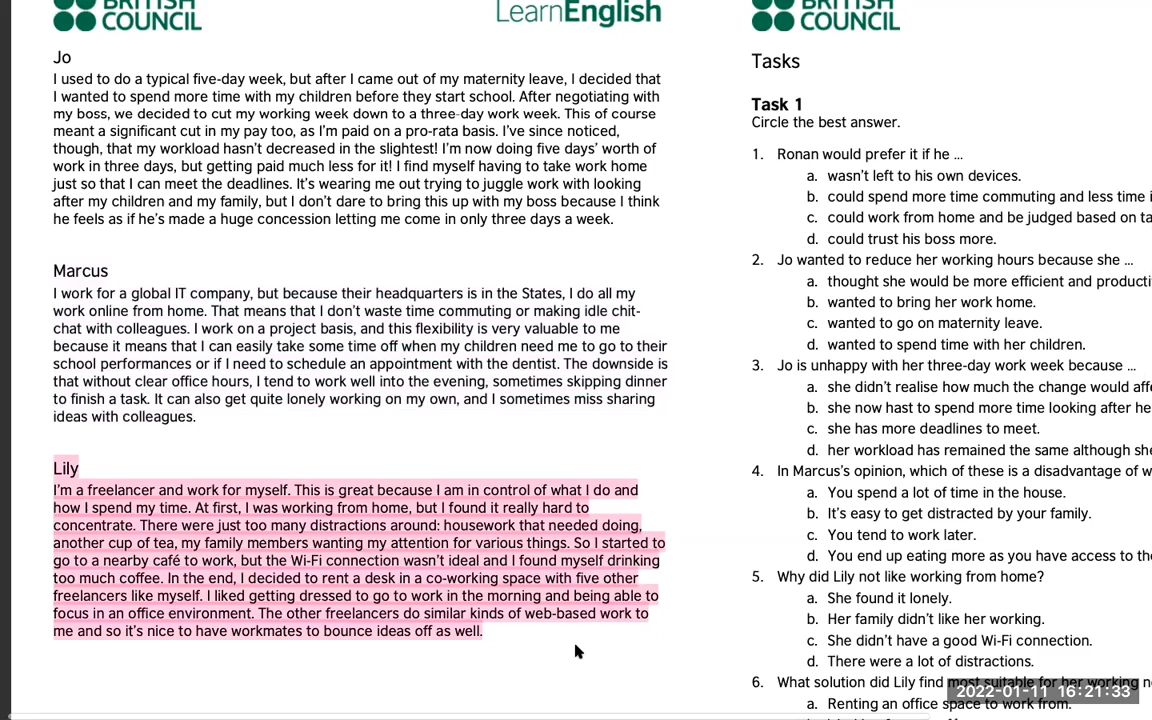 BRITISH
COUNCIL
LearnEnglish
Jo
I used to do a typical five-day week, but after I came out of my maternity leave, I decided that
I wanted to spend more time with my children before they start school. After negotiating with
my boss, we decided to cut my working week down to a three-day work week. This of course
meant a significant cut in my pay too, as I'm paid on a pro-rata basis. I've since noticed,
though, that my workload hasn't decreased in the slightest! I'm now doing five days' worth of
work in three days, but getting paid much less for it! I find myself having to take work home
just so that I can meet the deadlines. It's wearing me out trying to juggle work with looking
after my children and my family, but I don't dare to bring this up with my boss because I think
he feels as if he's made a huge concession letting me come in only three days a week.
Marcus
I work for a global IT company, but because their headquarters is in the States, I do all my
work online from home. That means that I don't waste time commuting or making idle chit-
chat with colleagues. I work on a project basis, and this flexibility is very valuable to me
because it means that I can easily take some time off when my children need me to go to their
school performances or if I need to schedule an appointment with the dentist. The downside is
that without clear office hours, I tend to work well into the evening, sometimes skipping dinner
to finish a task. It can also get quite lonely working on my own, and I sometimes miss sharing
ideas with colleagues.
Lily
I'm a freelancer and work for myself. This is great because I am in control of what I do and
how I spend my time. At first, I was working from home, but I found it really hard to
concentrate. There were just too many distractions around: housework that needed doing,
another cup of tea, my family members wanting my attention for various things. So I started to
go to a nearby café to work, but the Wi-Fi connection wasn't ideal and I found myself drinking
too much coffee. In the end, I decided to rent a desk in a co-working space with five other
freelancers like myself. I liked getting dressed to go to work in the morning and being able to
focus in an office environment. The other freelancers do similar kinds of web-based work to
me and so it's nice to have workmates to bounce ideas off as well.
BRITISH
COUNCIL
Tasks
Task 1
Circle the best answer.
1. Ronan would prefer it if he ...
a. wasn't left to his own devices.
b. could spend more time commuting and less time i
c. could work from home and be judged based on ta
d. could trust his boss more.
2. Jo wanted to reduce her working hours because she ...
a. thought she would be more efficient and producti
b. wanted to bring her work home.
c. wanted to go on maternity leave.
d. wanted to spend time with her children.
3. Jo is unhappy with her three-day work week because ...
a. she didn't realise how much the change would affe
b. she now hast to spend more time looking after he
c. she has more deadlines to meet.
d. her workload has remained the same although she
4. In Marcus's opinion, which of these is a disadvantage of w
a. You spend a lot of time in the house.
b. It's easy to get distracted by your family.
c. You tend to work later.
d. You end up eating more as you have access to the
5. Why did Lily not like working from home?
a. She found it lonely.
b. Her family didn't like her working.
c. She didn't have a good Wi-Fi connection.
d. There were a lot of distractions.
6. What solution did Lily find most suitable for her working n
a. Renting an office space to work from.
2022-01-11 16:21:33